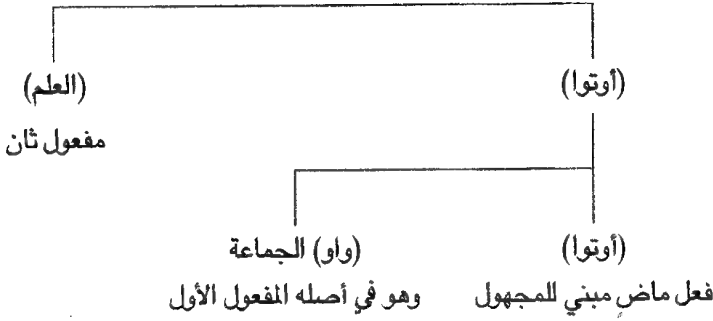 (أوتوا) (العلم)
مفعول ثان
(أوتوا) (واو) الجماعة
فعل ماض مبني للمجهول وهو في أصله المفعول الأول